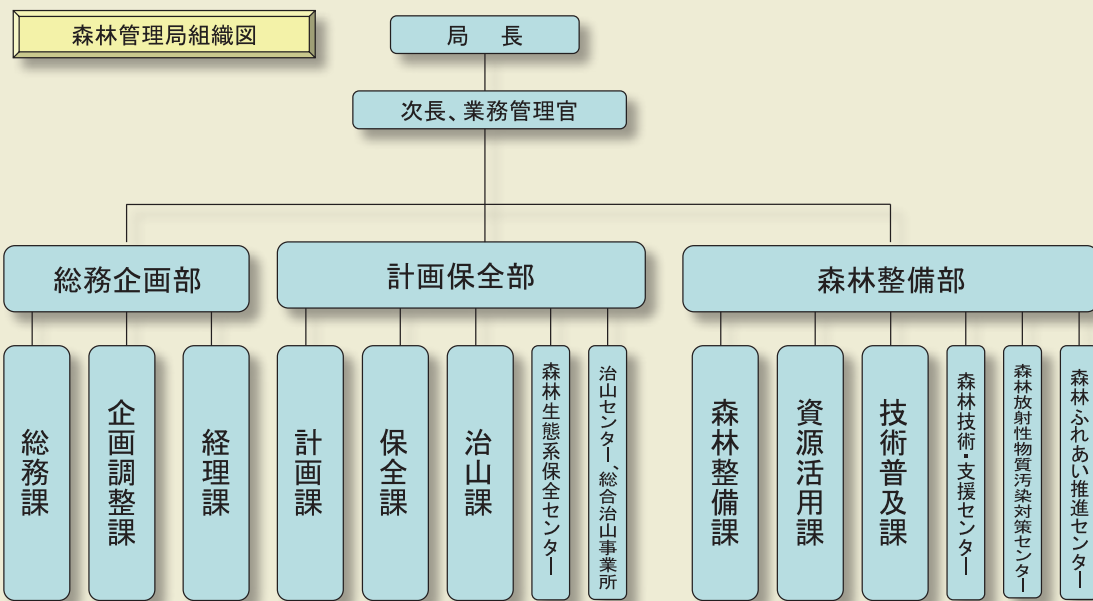 森林管理局組織図
局　長
次長、業務管理官
総務企画部
計画保全部
森林整備部
総務課
企画調整課
経理課
計画課
保全課
治山課
森林生態系保全センター
治山センター、総合治山事業所
森林整備課
資源活用課
技術普及課
森林技術・支援センター
森林放射性物質汚染対策センター
森林ふれあい推進センター